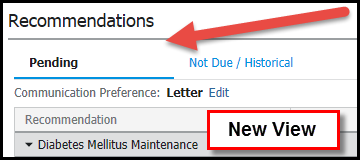 Recommendations
Pending Not Due / Historical
Communication Preference: Letter Edit
Recommendation
New View
Diabetes Mellitus Maintenance